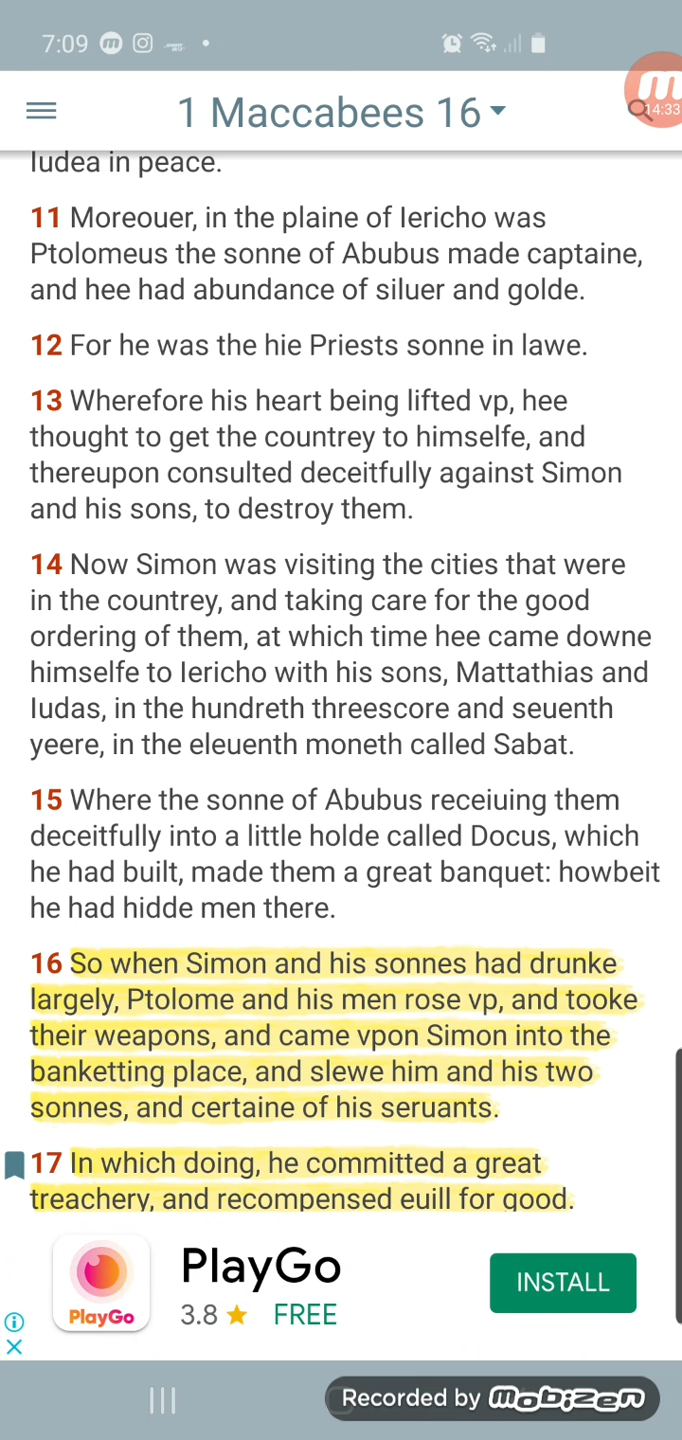 7:09
14:33
1 Maccabees 16
Iudea in peace.
11 Moreouer, in the plaine of Iericho was
Ptolomeus the sonne of Abubus made captaine,
and hee had abundance of siluer and golde.
12 For he was the hie Priests sonne in lawe.
13 Wherefore his heart being lifted vp, hee
thought to get the countrey to himselfe, and
thereupon consulted deceitfully against Simon
and his sons, to destroy them.
14 Now Simon was visiting the cities that were
in the countrey, and taking care for the good
ordering of them, at which time hee came downe
himselfe to Iericho with his sons, Mattathias and
Iudas, in the hundreth threescore and seuenth
yeere, in the eleuenth moneth called Sabat.
15 Where the sonne of Abubus receiuing them
deceitfully into a little holde called Docus, which
he had built, made them a great banquet: howbeit
he had hidde men there.
16 So when Simon and his sonnes had drunke
largely, Ptolome and his men rose vp, and tooke
their weapons, and came vpon Simon into the
banketting place, and slewe him and his two
sonnes, and certaine of his seruants.
17 In which doing, he committed a great
treachery, and recompensed euill for good.
PlayGo
PlayGo
3.8 ★ FREE
INSTALL
Recorded by mobizen